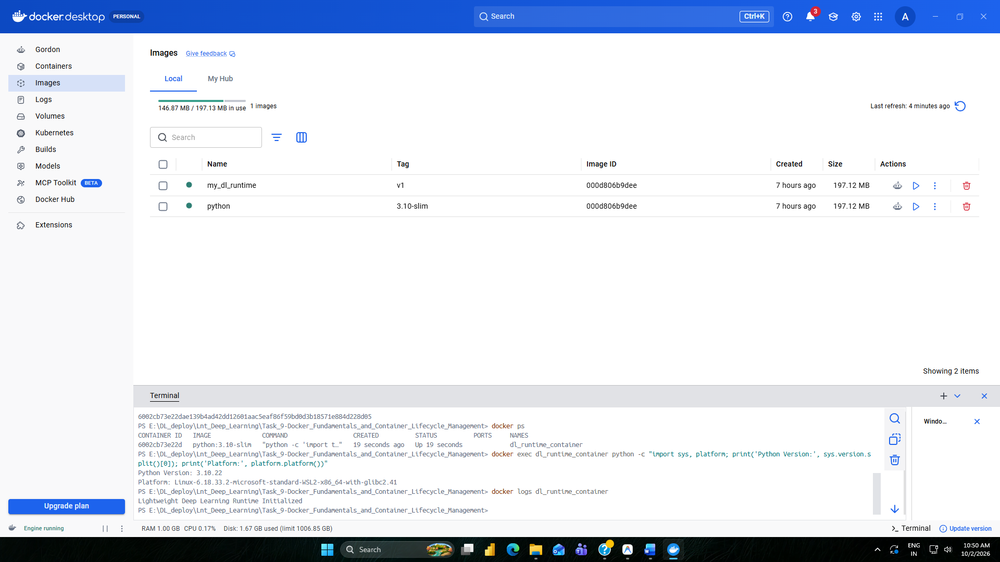 docker.desktop PERSONAL
Search Ctrl+K
3
A
Gordon
Containers
Images
Logs
Volumes
Kubernetes
Builds
Models
MCP Toolkit BETA
Docker Hub
Extensions
Upgrade plan
Images Give feedback
Local My Hub
146.87 MB / 197.13 MB in use 1 images
Last refresh: 4 minutes ago
Search
Name Tag Image ID Created Size Actions
my_dl_runtime v1 000d806b9dee 7 hours ago 197.12 MB
python 3.10-slim 000d806b9dee 7 hours ago 197.12 MB
Showing 2 items
Terminal
6002cb73e22dae139b4ad42dd12601aac5eaf86f59bd0d3b18571e884d228d05
PS E:\DL_deploy\Lnt_Deep_Learning\Task_9-Docker_Fundamentals_and_Container_Lifecycle_Management> docker ps
CONTAINER ID IMAGE COMMAND CREATED STATUS PORTS NAMES
6002cb73e22d python:3.10-slim "python -c 'import t…" 19 seconds ago Up 19 seconds dl_runtime_container
PS E:\DL_deploy\Lnt_Deep_Learning\Task_9-Docker_Fundamentals_and_Container_Lifecycle_Management> docker exec dl_runtime_container python -c "import sys, platform; print('Python Version:', sys.version.s
plit()[0]); print('Platform:', platform.platform())"
Python Version: 3.10.22
Platform: Linux-6.18.33.2-microsoft-standard-WSL2-x86_64-with-glibc2.41
PS E:\DL_deploy\Lnt_Deep_Learning\Task_9-Docker_Fundamentals_and_Container_Lifecycle_Management> docker logs dl_runtime_container
Lightweight Deep Learning Runtime Initialized
PS E:\DL_deploy\Lnt_Deep_Learning\Task_9-Docker_Fundamentals_and_Container_Lifecycle_Management>
Windo...
Engine running
RAM 1.00 GB CPU 0.17% Disk: 1.67 GB used (limit 1006.85 GB)
Terminal Update version
Search
ENG
IN
10:50 AM
10/2/2026